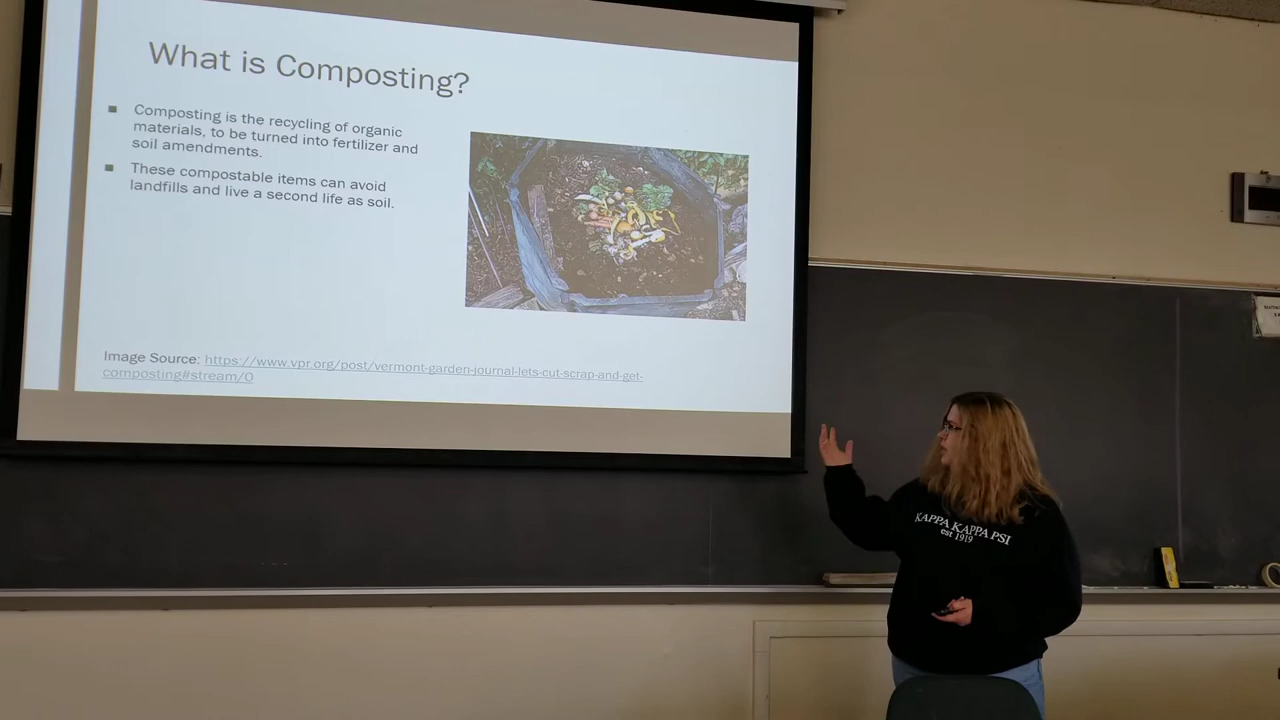 What is Composting?
Composting is the recycling of organic
materials, to be turned into fertilizer and
soil amendments.
These compostable items can avoid
landfills and live a second life as soil.
Image Source: https://www.vpr.org/post/vermont-garden-journal-lets-cut-scrap-and-get-
composting#stream/0
KAPPA KAPPA PSI
est 1919